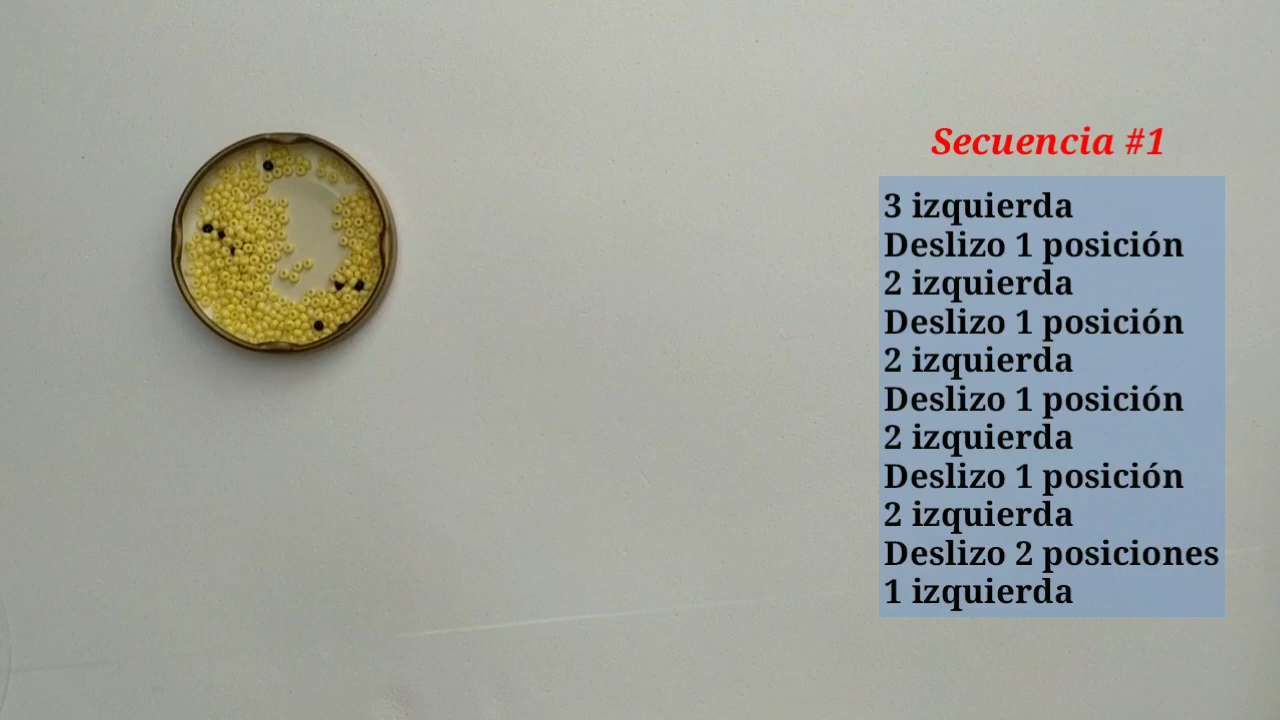 Secuencia #1
3 izquierda
Deslizo 1 posición
2 izquierda
Deslizo 1 posición
2 izquierda
Deslizo 1 posición
2 izquierda
Deslizo 1 posición
2 izquierda
Deslizo 2 posiciones
1 izquierda